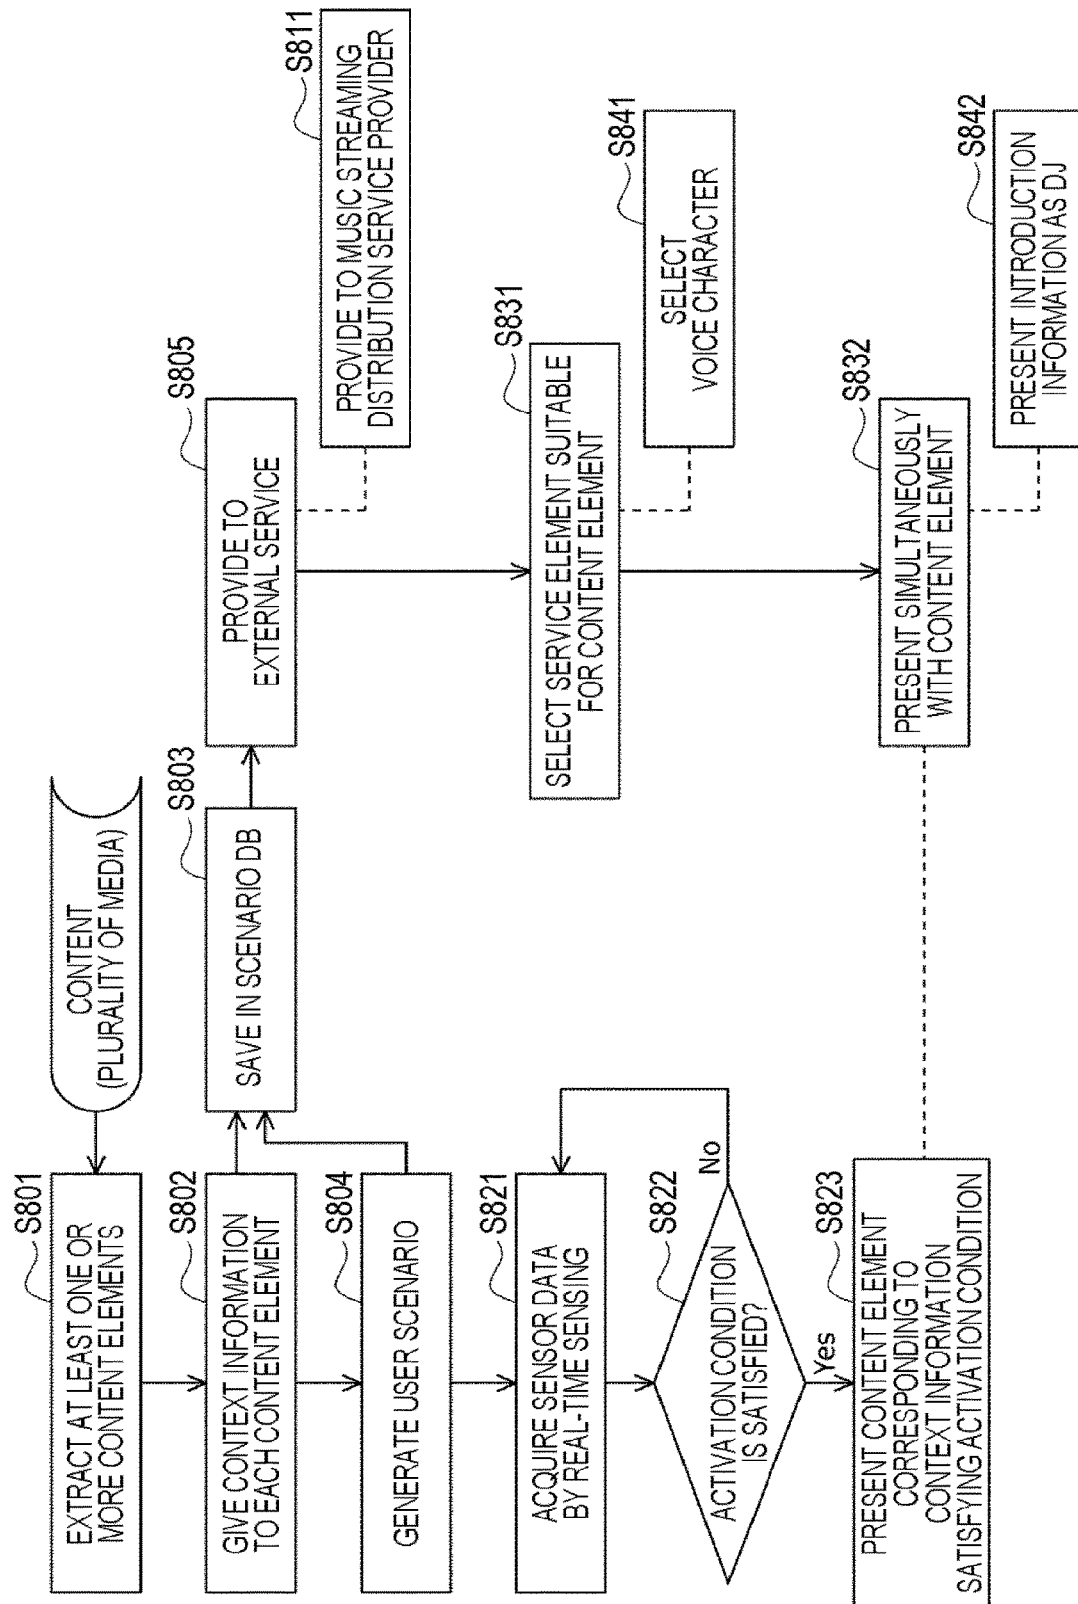 CONTENT
(PLURALITY OF MEDIA)
S801
EXTRACT AT LEAST ONE OR
MORE CONTENT ELEMENTS
S802
GIVE CONTEXT INFORMATION
TO EACH CONTENT ELEMENT
S803
SAVE IN SCENARIO DB
S804
GENERATE USER SCENARIO
S805
PROVIDE TO
EXTERNAL SERVICE
S811
PROVIDE TO MUSIC STREAMING
DISTRIBUTION SERVICE PROVIDER
S821
ACQUIRE SENSOR DATA
BY REAL-TIME SENSING
S822
ACTIVATION CONDITION
IS SATISFIED?
No
Yes
S823
PRESENT CONTENT ELEMENT
CORRESPONDING TO
CONTEXT INFORMATION
SATISFYING ACTIVATION CONDITION
S831
SELECT SERVICE ELEMENT SUITABLE
FOR CONTENT ELEMENT
S841
SELECT
VOICE CHARACTER
S832
PRESENT SIMULTANEOUSLY
WITH CONTENT ELEMENT
S842
PRESENT INTRODUCTION
INFORMATION AS DJ